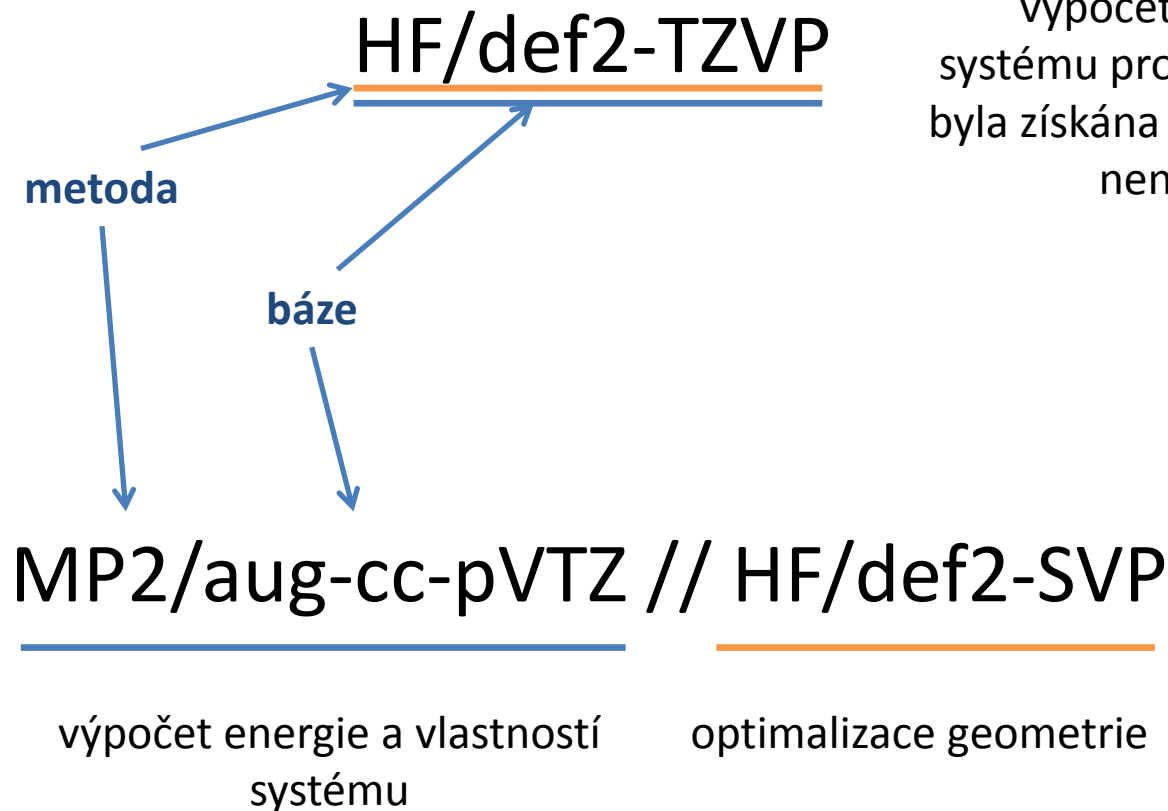 HF/def2-TZVP
výpočet
systému pro
byla získána
metoda
báze
MP2/aug-cc-pVTZ // HF/def2-SVP
výpočet energie a vlastností
systému
optimalizace geometrie